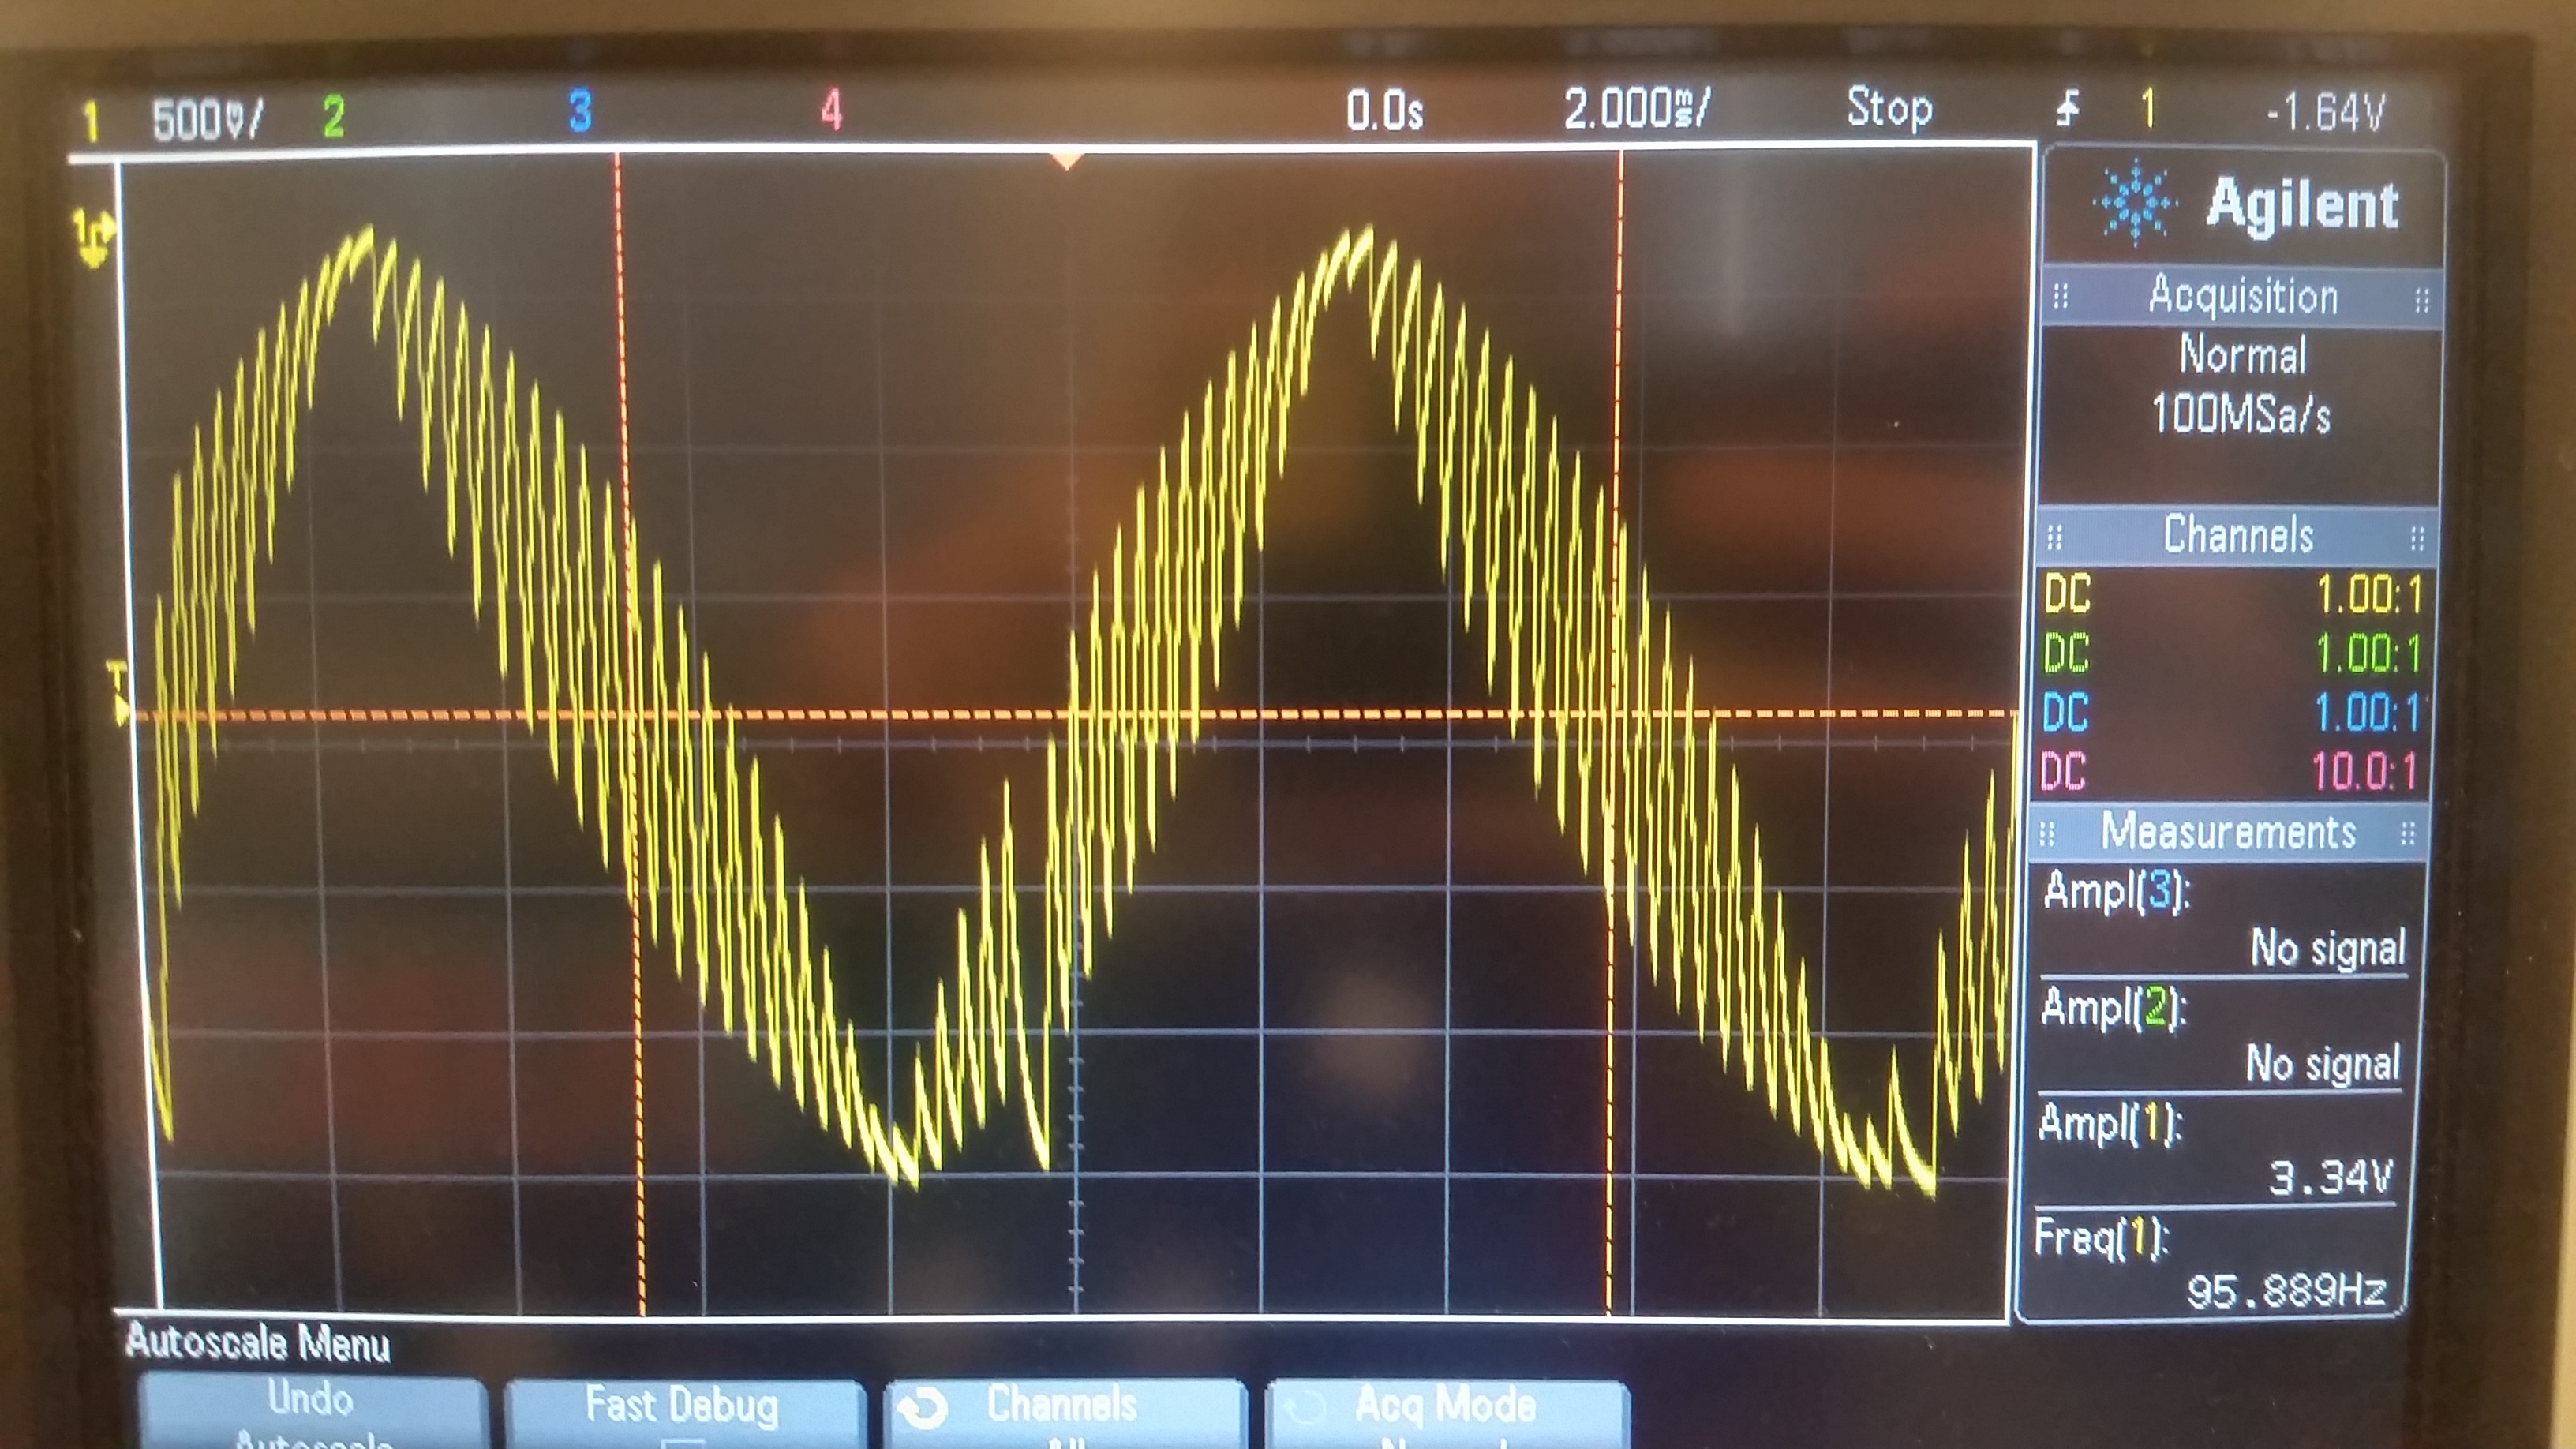 1 500mV/ 2 3 4 0.0s 2.000ms/ Stop 1 -1.64V
Agilent
Acquisition
Normal
100MSa/s
Channels
DC 1.00:1
DC 1.00:1
DC 1.00:1
DC 10.0:1
Measurements
Ampl(3):
No signal
Ampl(2):
No signal
Ampl(1):
3.34V
Freq(1):
95.889Hz
1
T
Autoscale Menu
Undo
Autoscale
Fast Debug
Channels
Acq Mode